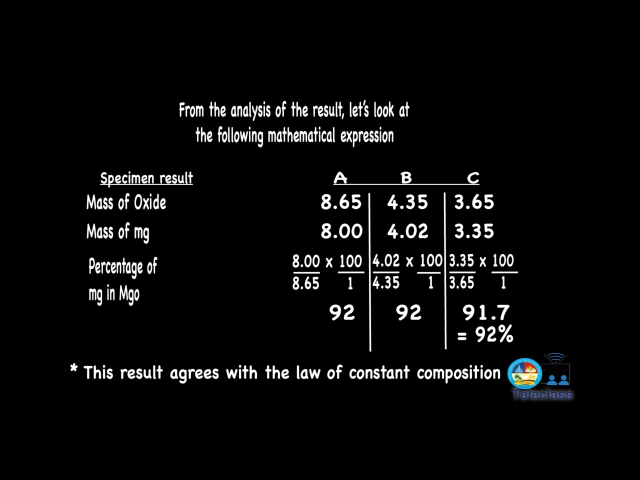 From the analysis of the result, let's look at
the following mathematical expression
Specimen result A B C
Mass of Oxide 8.65 4.35 3.65
Mass of mg 8.00 4.02 3.35
Percentage of
mg in Mgo
8.00 x 100 4.02 x 100 3.35 x 100
8.65 1 4.35 1 3.65 1
92 92 91.7
= 92%
* This result agrees with the law of constant composition
Teleclass